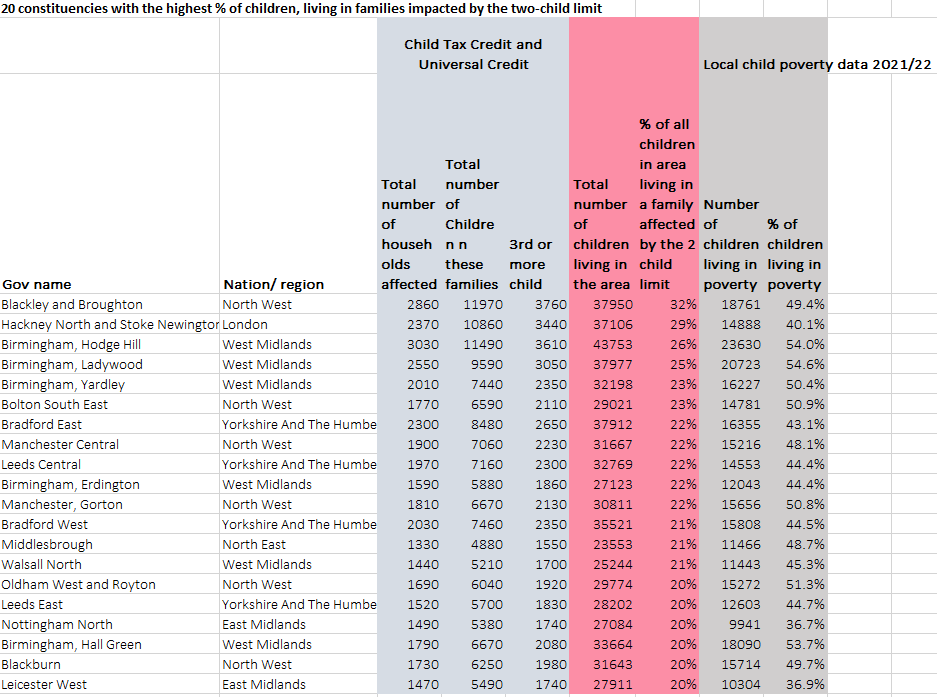 20 constituencies with the highest % of children, living in families impacted by the two-child limit
Child Tax Credit and Universal Credit
Local child poverty data 2021/22
Gov name Nation/ region Total number of househ olds affected Total number of Childre n n these families 3rd or more child Total number of children living in the area % of all children in area living in a family affected by the 2 child limit Number of children living in poverty % of children living in poverty
Blackley and Broughton North West 2860 11970 3760 37950 32% 18761 49.4%
Hackney North and Stoke Newington London 2370 10860 3440 37106 29% 14888 40.1%
Birmingham, Hodge Hill West Midlands 3030 11490 3610 43753 26% 23630 54.0%
Birmingham, Ladywood West Midlands 2550 9590 3050 37977 25% 20723 54.6%
Birmingham, Yardley West Midlands 2010 7440 2350 32198 23% 16227 50.4%
Bolton South East North West 1770 6590 2110 29021 23% 14781 50.9%
Bradford East Yorkshire And The Humbe 2300 8480 2650 37912 22% 16355 43.1%
Manchester Central North West 1900 7060 2230 31667 22% 15216 48.1%
Leeds Central Yorkshire And The Humbe 1970 7160 2300 32769 22% 14553 44.4%
Birmingham, Erdington West Midlands 1590 5880 1860 27123 22% 12043 44.4%
Manchester, Gorton North West 1810 6670 2130 30811 22% 15656 50.8%
Bradford West Yorkshire And The Humbe 2030 7460 2350 35521 21% 15808 44.5%
Middlesbrough North East 1330 4880 1550 23553 21% 11466 48.7%
Walsall North West Midlands 1440 5210 1700 25244 21% 11443 45.3%
Oldham West and Royton North West 1690 6040 1920 29774 20% 15272 51.3%
Leeds East Yorkshire And The Humbe 1520 5700 1830 28202 20% 12603 44.7%
Nottingham North East Midlands 1490 5380 1740 27084 20% 9941 36.7%
Birmingham, Hall Green West Midlands 1790 6670 2080 33664 20% 18090 53.7%
Blackburn North West 1730 6250 1980 31643 20% 15714 49.7%
Leicester West East Midlands 1470 5490 1740 27911 20% 10304 36.9%